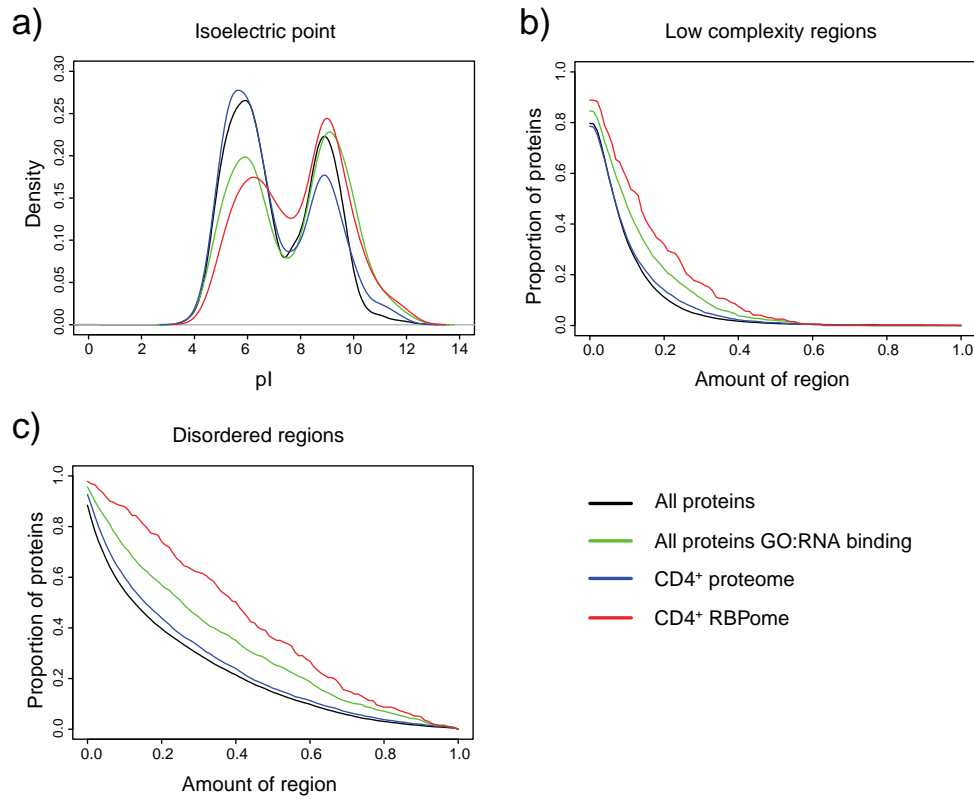 a)
Isoelectric point
0.30
0.25
0.20
0.15
0.10
0.05
0.00
Density
0 2 4 6 8 10 12 14
pI
b)
Low complexity regions
1.0
0.8
0.6
0.4
0.2
0.0
Proportion of proteins
0.0 0.2 0.4 0.6 0.8 1.0
Amount of region
c)
Disordered regions
1.0
0.8
0.6
0.4
0.2
0.0
Proportion of proteins
0.0 0.2 0.4 0.6 0.8 1.0
Amount of region
All proteins
All proteins GO:RNA binding
CD4⁺ proteome
CD4⁺ RBPome